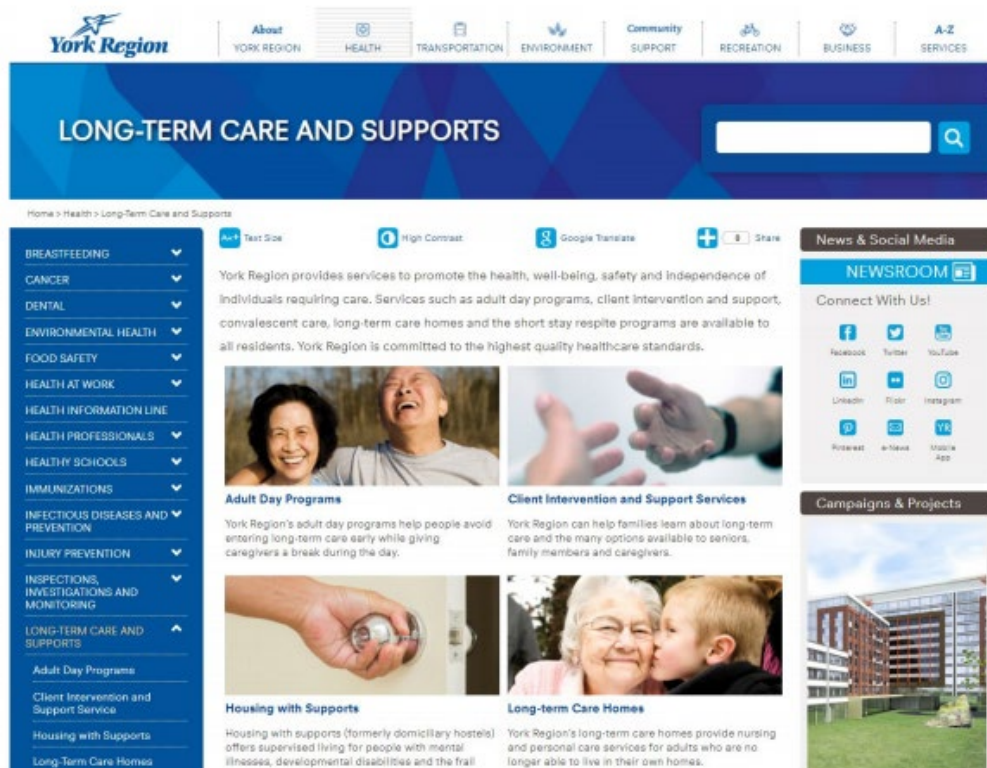 York Region
About
YORK REGION
HEALTH
TRANSPORTATION
ENVIRONMENT
Community
SUPPORT
RECREATION
BUSINESS
A-Z
SERVICES
LONG-TERM CARE AND SUPPORTS
Home > Health > Long-Term Care and Supports
BREASTFEEDING
CANCER
DENTAL
ENVIRONMENTAL HEALTH
FOOD SAFETY
HEALTH AT WORK
HEALTH INFORMATION LINE
HEALTH PROFESSIONALS
HEALTHY SCHOOLS
IMMUNIZATIONS
INFECTIOUS DISEASES AND
PREVENTION
INJURY PREVENTION
INSPECTIONS,
INVESTIGATIONS AND
MONITORING
LONG-TERM CARE AND
SUPPORTS
Adult Day Programs
Client Intervention and
Support Service
Housing with Supports
Long-Term Care Homes
Text Size
High Contrast
Google Translate
0 Share
York Region provides services to promote the health, well-being, safety and independence of
individuals requiring care. Services such as adult day programs, client intervention and support,
convalescent care, long-term care homes and the short stay respite programs are available to
all residents. York Region is committed to the highest quality healthcare standards.
Adult Day Programs
York Region's adult day programs help people avoid
entering long-term care early while giving
caregivers a break during the day.
Client Intervention and Support Services
York Region can help families learn about long-term
care and the many options available to seniors,
family members and caregivers.
Housing with Supports
Housing with supports (formerly domiciliary hostels)
offers supervised living for people with mental
illnesses, developmental disabilities and the frail
Long-term Care Homes
York Region's long-term care homes provide nursing
and personal care services for adults who are no
longer able to live in their own homes.
News & Social Media
NEWSROOM
Connect With Us!
Facebook
Twitter
YouTube
LinkedIn
Flickr
Instagram
Pinterest
e-News
YR
Mobile
App
Campaigns & Projects